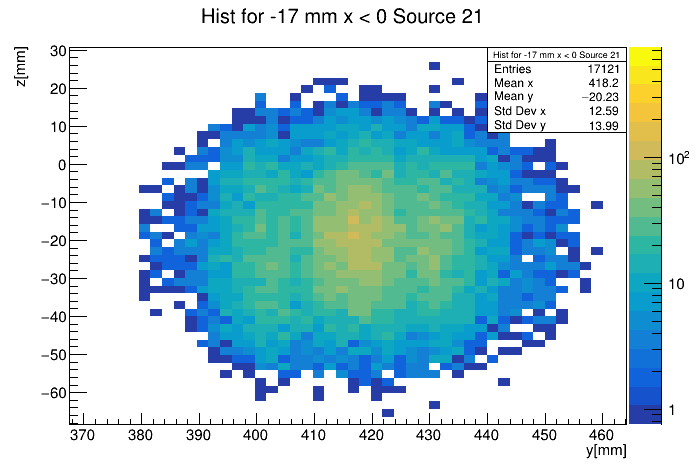 Hist for -17 mm x < 0 Source 21
z[mm]
30
20
10
0
−10
−20
−30
−40
−50
−60
Hist for -17 mm x < 0 Source 21
Entries 17121
Mean x 418.2
Mean y −20.23
Std Dev x 12.59
Std Dev y 13.99
10²
10
1
370 380 390 400 410 420 430 440 450 460
y[mm]